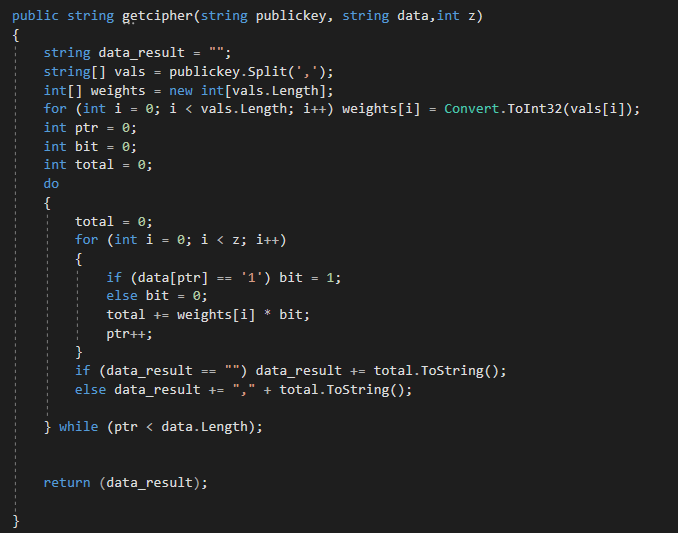 public string getcipher(string publickey, string data,int z)
{
string data_result = "";
string[] vals = publickey.Split(',');
int[] weights = new int[vals.Length];
for (int i = 0; i < vals.Length; i++) weights[i] = Convert.ToInt32(vals[i]);
int ptr = 0;
int bit = 0;
int total = 0;
do
{
total = 0;
for (int i = 0; i < z; i++)
{
if (data[ptr] == '1') bit = 1;
else bit = 0;
total += weights[i] * bit;
ptr++;
}
if (data_result == "") data_result += total.ToString();
else data_result += "," + total.ToString();
} while (ptr < data.Length);
return (data_result);
}